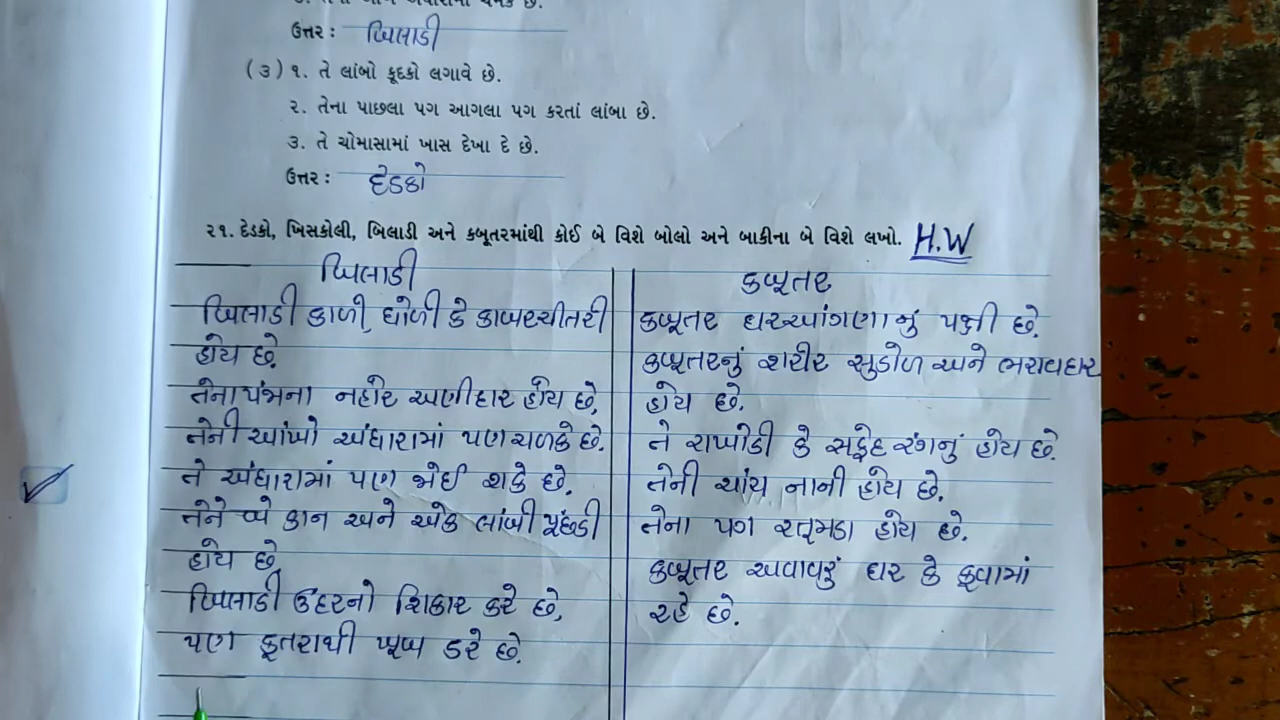 ઉત્તર : બિલાડી
(૩) ૧. તે લાંબો કૂદકો લગાવે છે.
૨. તેના પાછલા પગ આગલા પગ કરતાં લાંબા છે.
૩. તે ચોમાસામાં ખાસ દેખા દે છે.
ઉત્તર : દેડકો
૨૧. દેડકો, ખિસકોલી, બિલાડી અને કબૂતરમાંથી કોઈ બે વિશે બોલો અને બાકીના બે વિશે લખો. H.W
બિલાડી
બિલાડી કાળી, ધોળી કે કાબરચીતરી
હોય છે.
તેના પંજાના નહોર અણીદાર હોય છે.
તેની આંખો અંધારામાં પણ ચળકે છે.
તે અંધારામાં પણ જોઈ શકે છે.
તેને બે કાન અને એક લાંબી પૂંછડી
હોય છે.
બિલાડી ઉંદરનો શિકાર કરે છે,
પણ કૂતરાથી ખૂબ ડરે છે.
કબૂતર
કબૂતર ઘરઆંગણાનું પક્ષી છે.
કબૂતરનું શરીર સુડોળ અને ભરાવદાર
હોય છે.
તે રાખોડી કે સફેદ રંગનું હોય છે.
તેની ચાંચ નાની હોય છે.
તેના પગ રતૂમડા હોય છે.
કબૂતર અવાવરું ઘર કે કૂવામાં
રહે છે.